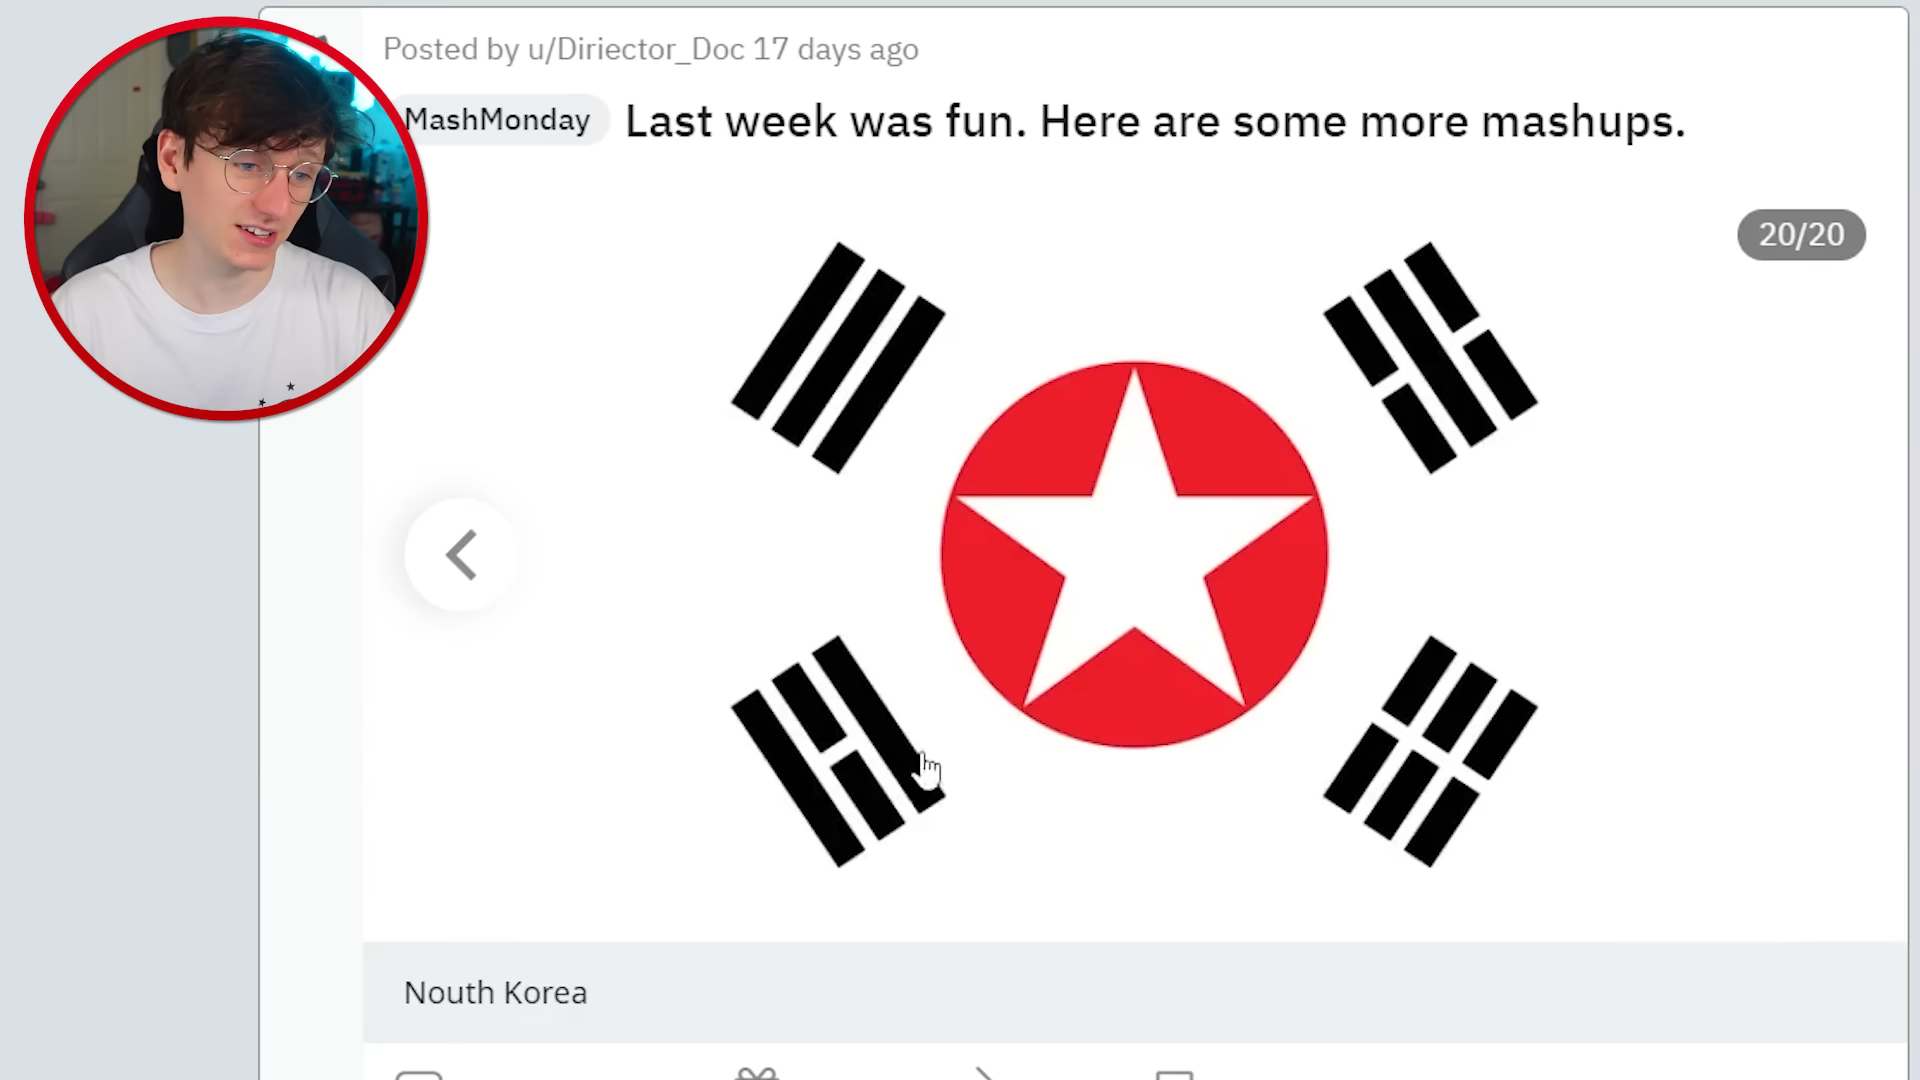 Posted by u/Diriector_Doc 17 days ago
MashMonday Last week was fun. Here are some more mashups.
20/20
Nouth Korea